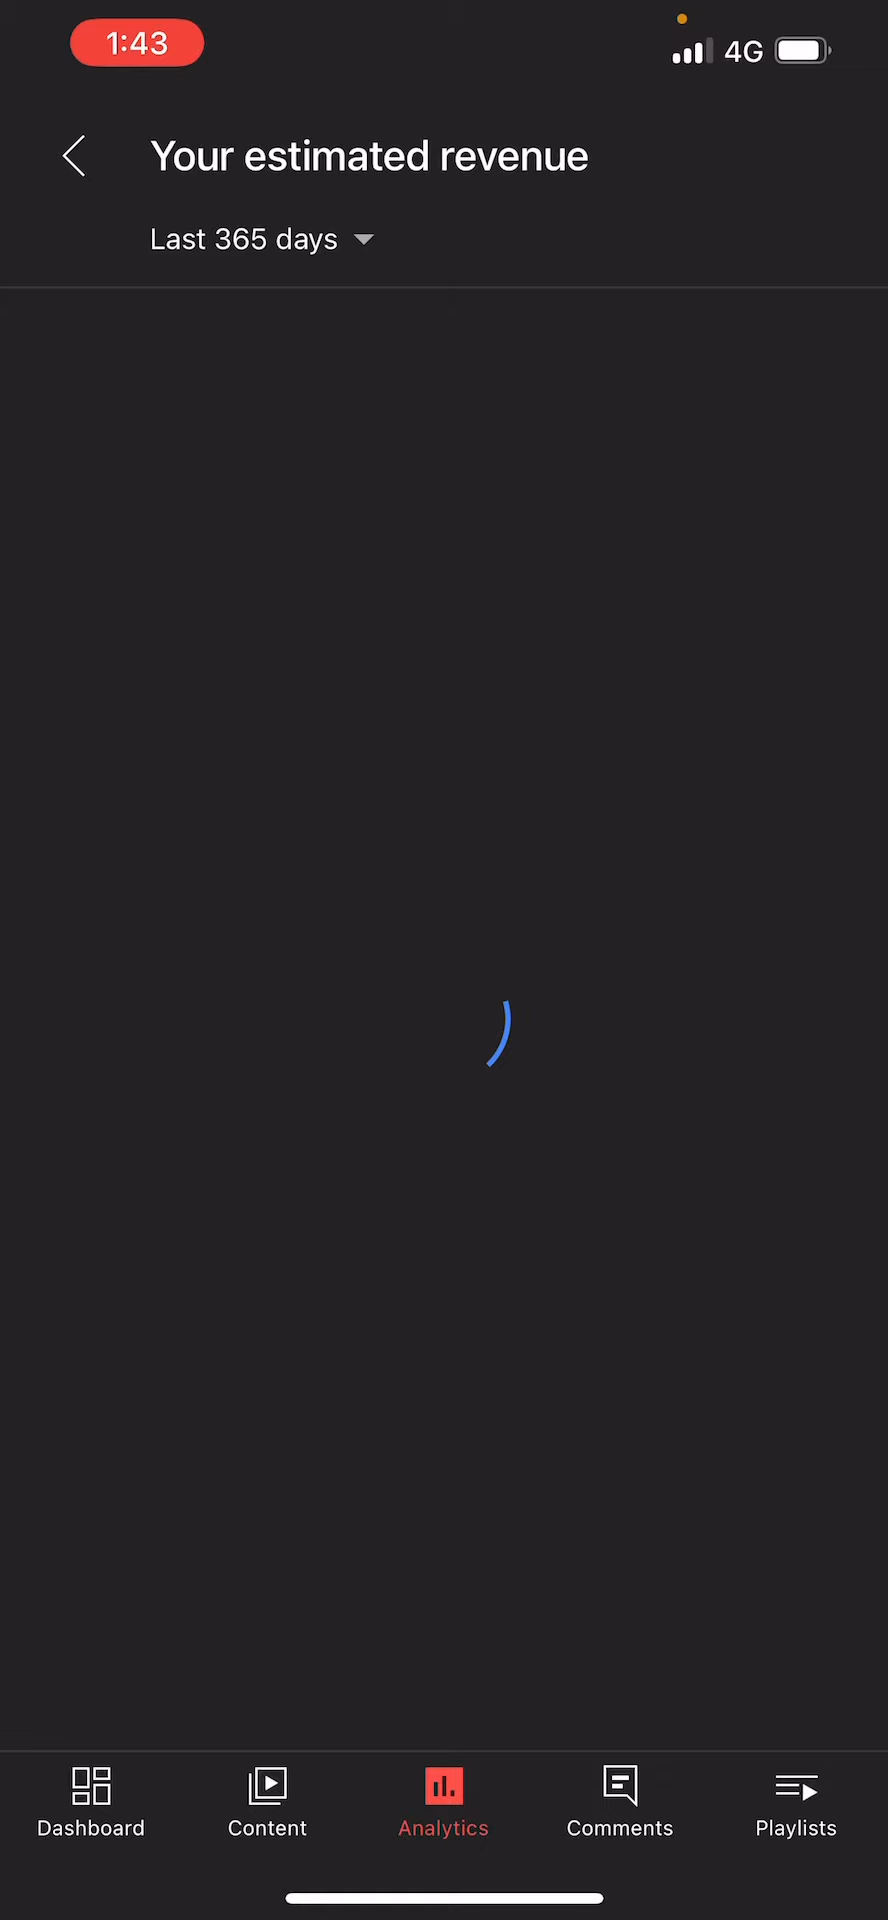 1:43
4G
Your estimated revenue
Last 365 days
Dashboard
Content
Analytics
Comments
Playlists